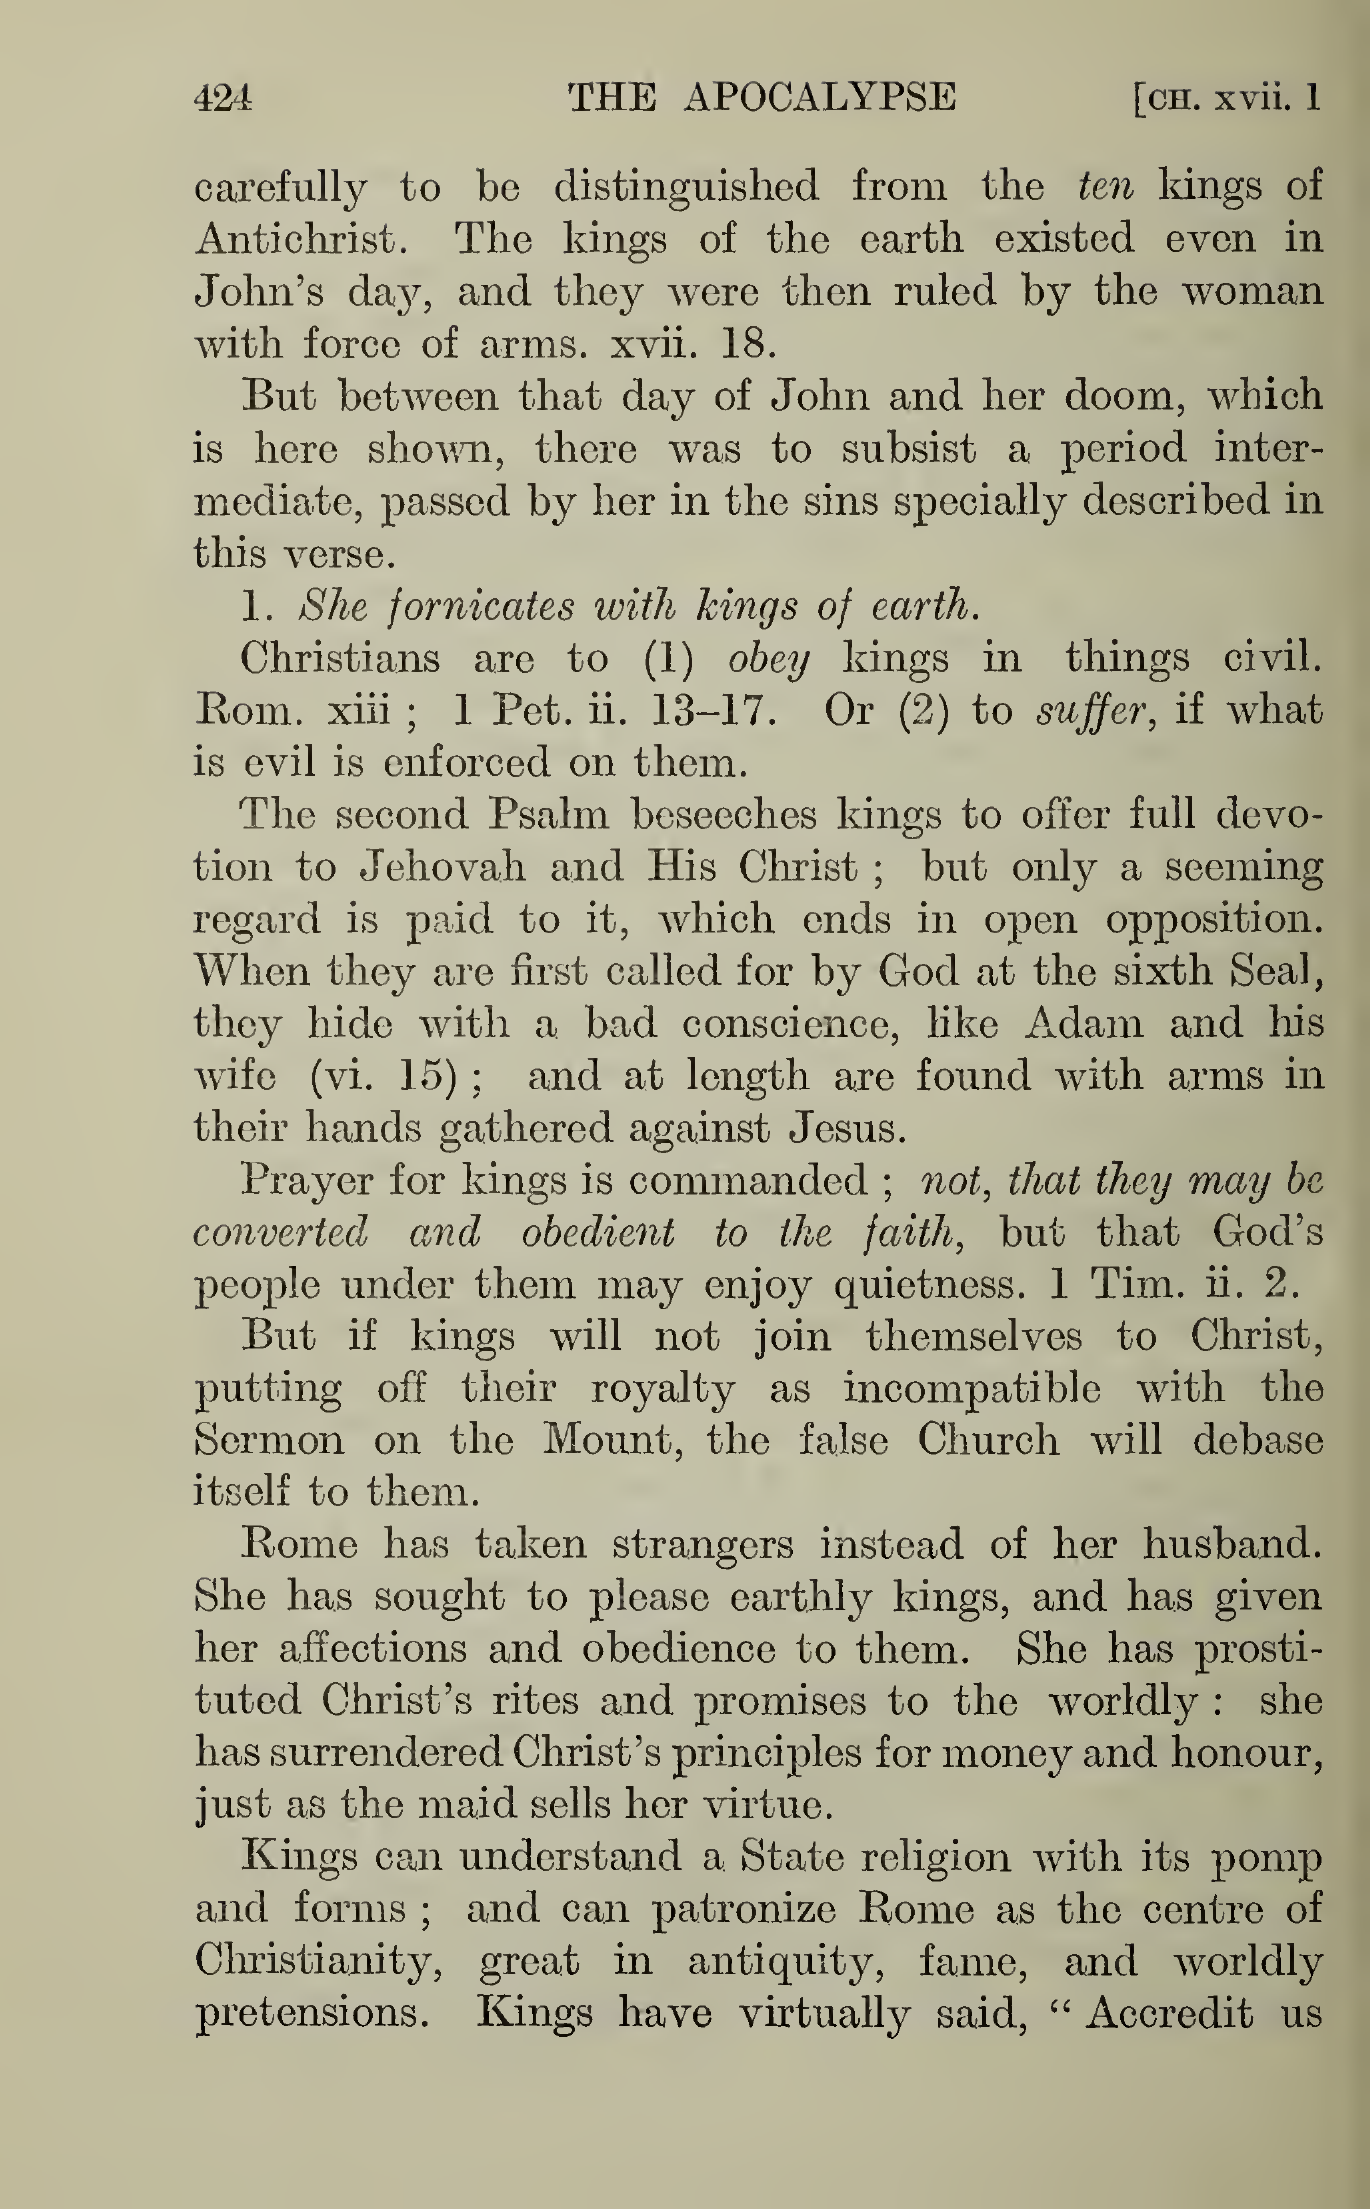 424 THE APOCALYPSE [CH. xvii. 1
carefully to be distinguished from the ten kings of
Antichrist. The kings of the earth existed even in
John's day, and they were then ruled by the woman
with force of arms. xvii. 18.
But between that day of John and her doom, which
is here shown, there was to subsist a period inter-
mediate, passed by her in the sins specially described in
this verse.
1. She fornicates with kings of earth.
Christians are to (1) obey kings in things civil.
Rom. xiii ; 1 Pet. ii. 13–17. Or (2) to suffer, if what
is evil is enforced on them.
The second Psalm beseeches kings to offer full devo-
tion to Jehovah and His Christ ; but only a seeming
regard is paid to it, which ends in open opposition.
When they are first called for by God at the sixth Seal,
they hide with a bad conscience, like Adam and his
wife (vi. 15) ; and at length are found with arms in
their hands gathered against Jesus.
Prayer for kings is commanded ; not, that they may be
converted and obedient to the faith, but that God's
people under them may enjoy quietness. 1 Tim. ii. 2.
But if kings will not join themselves to Christ,
putting off their royalty as incompatible with the
Sermon on the Mount, the false Church will debase
itself to them.
Rome has taken strangers instead of her husband.
She has sought to please earthly kings, and has given
her affections and obedience to them. She has prosti-
tuted Christ's rites and promises to the worldly : she
has surrendered Christ's principles for money and honour,
just as the maid sells her virtue.
Kings can understand a State religion with its pomp
and forms ; and can patronize Rome as the centre of
Christianity, great in antiquity, fame, and worldly
pretensions. Kings have virtually said, “ Accredit us